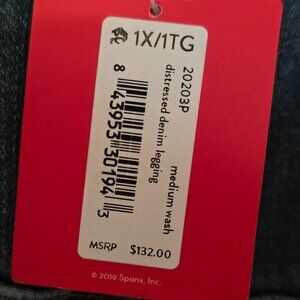 1X/1TG
20203P
distressed denim legging
medium wash
8 43953 30194 3
MSRP $132.00
© 2019 Spanx, Inc.